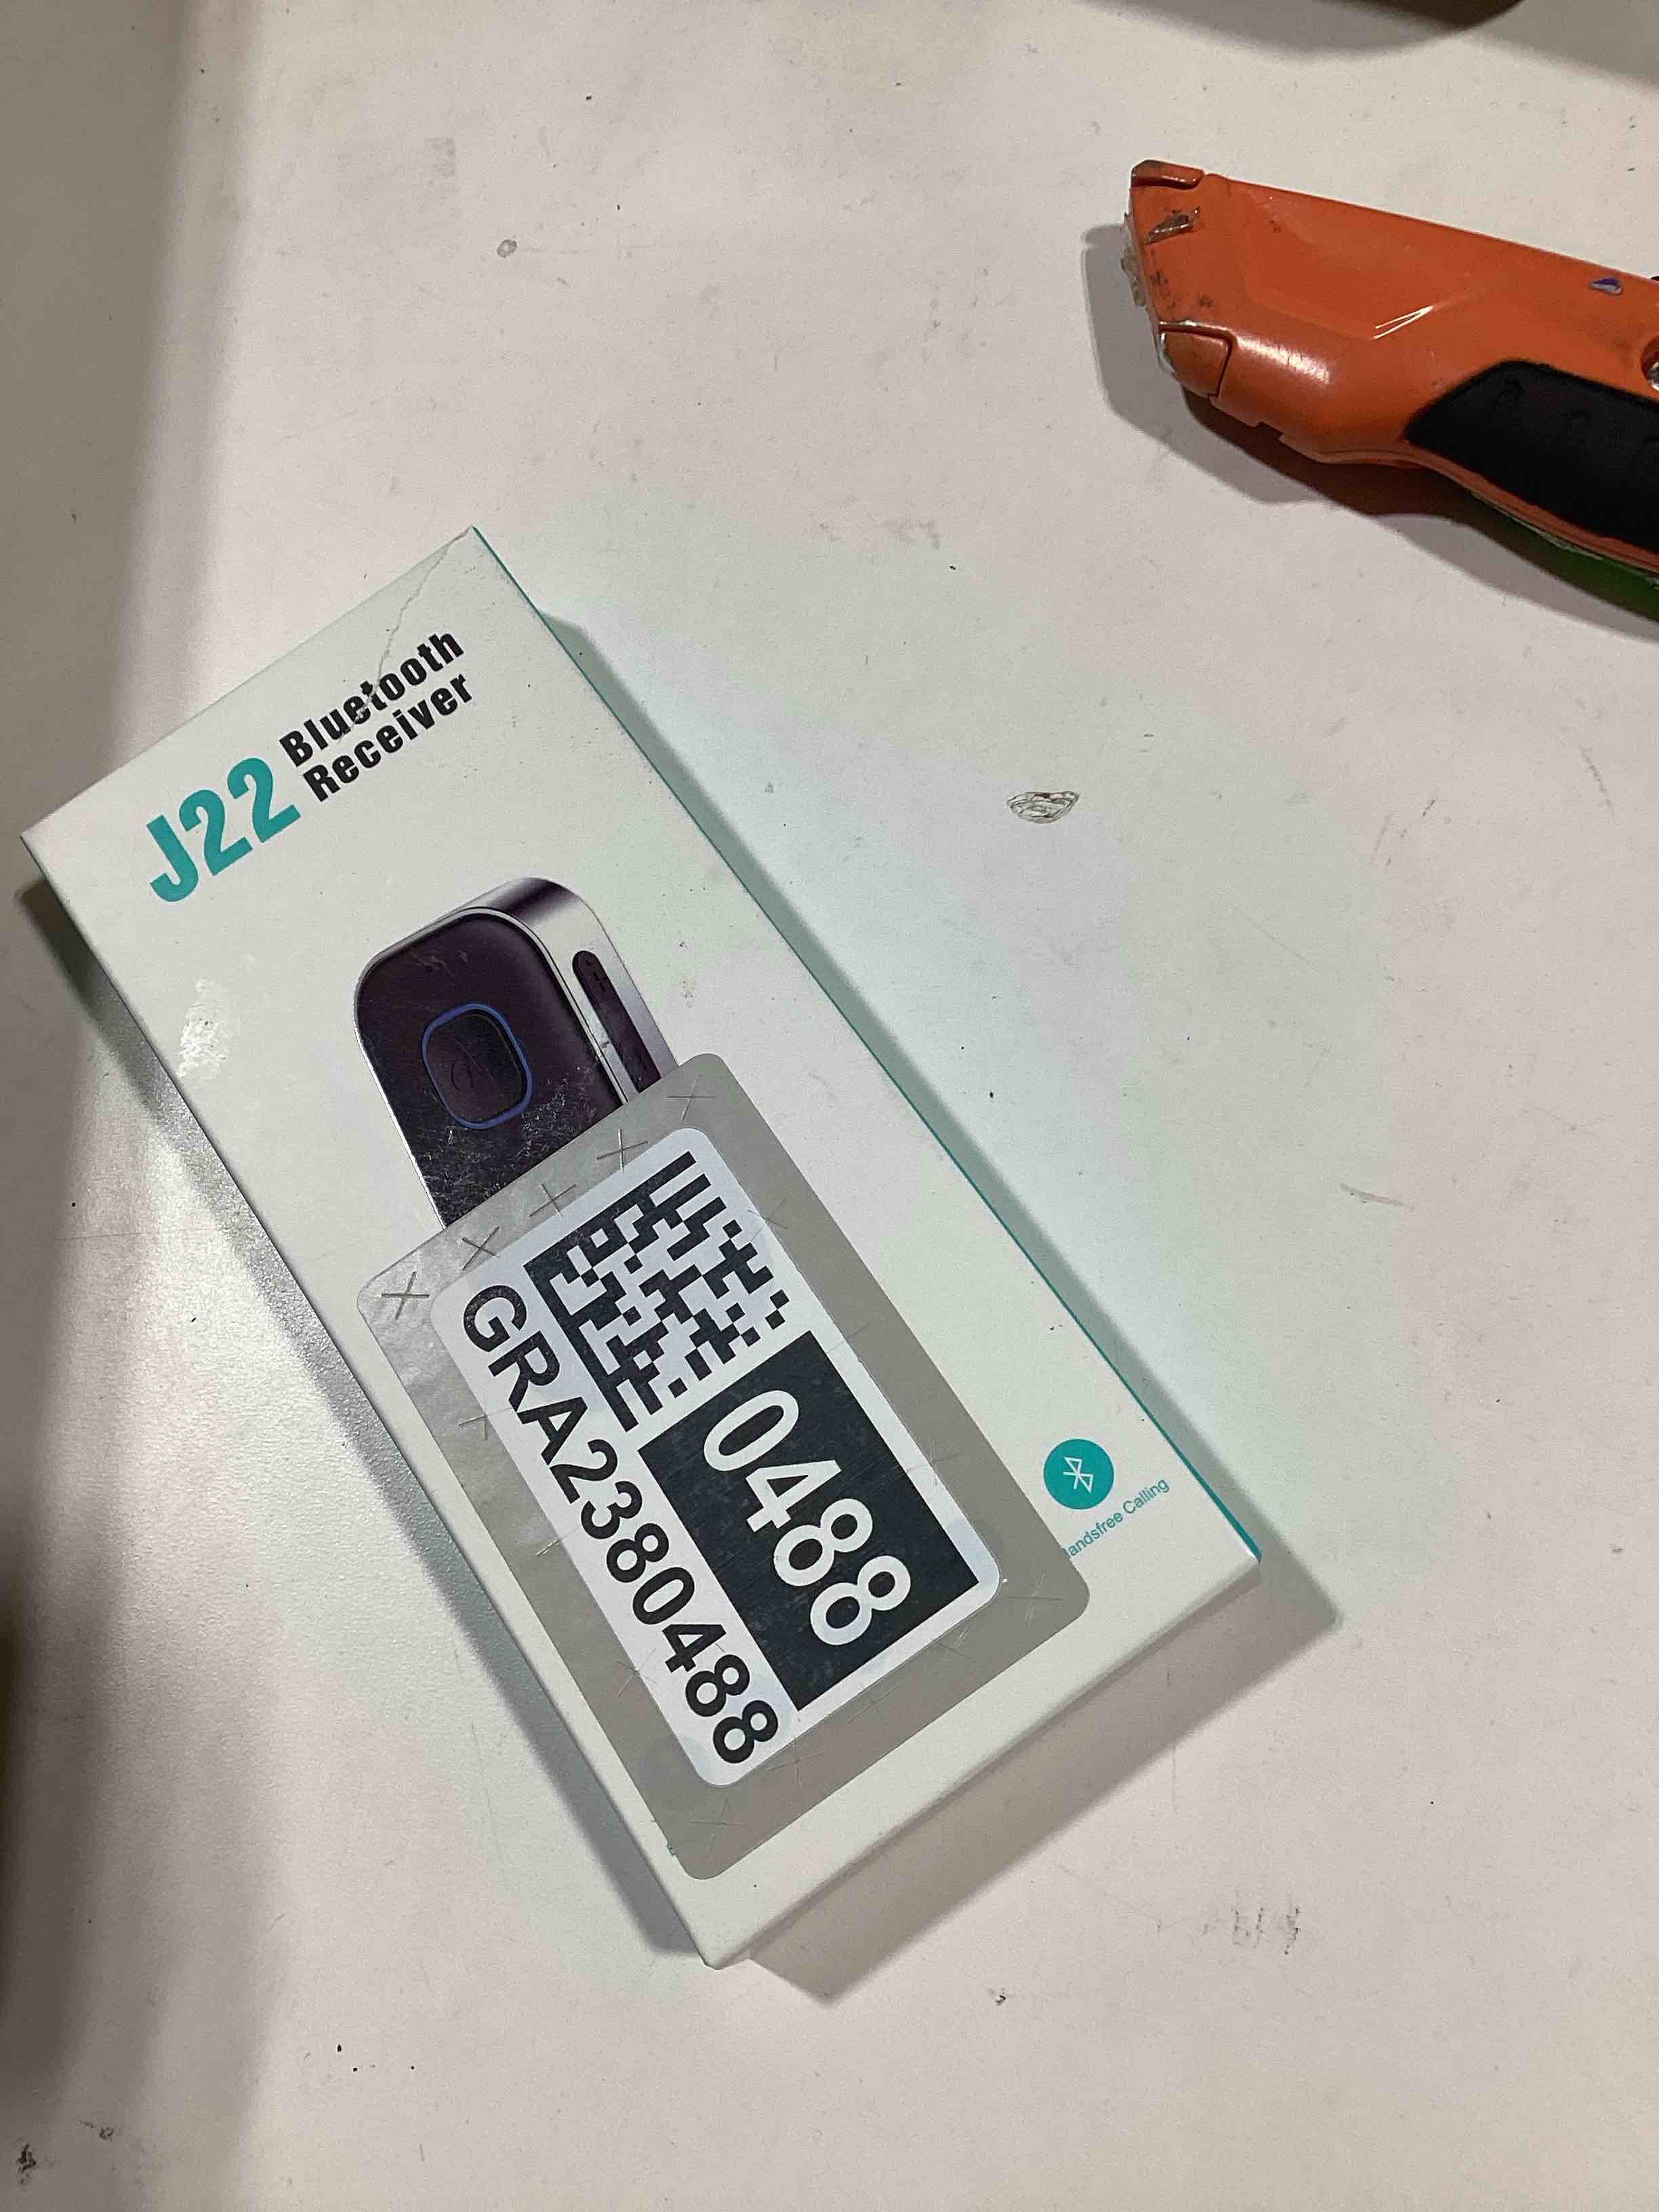 J22 Bluetooth
Receiver
0488
GRA2380488
andsfree Calling